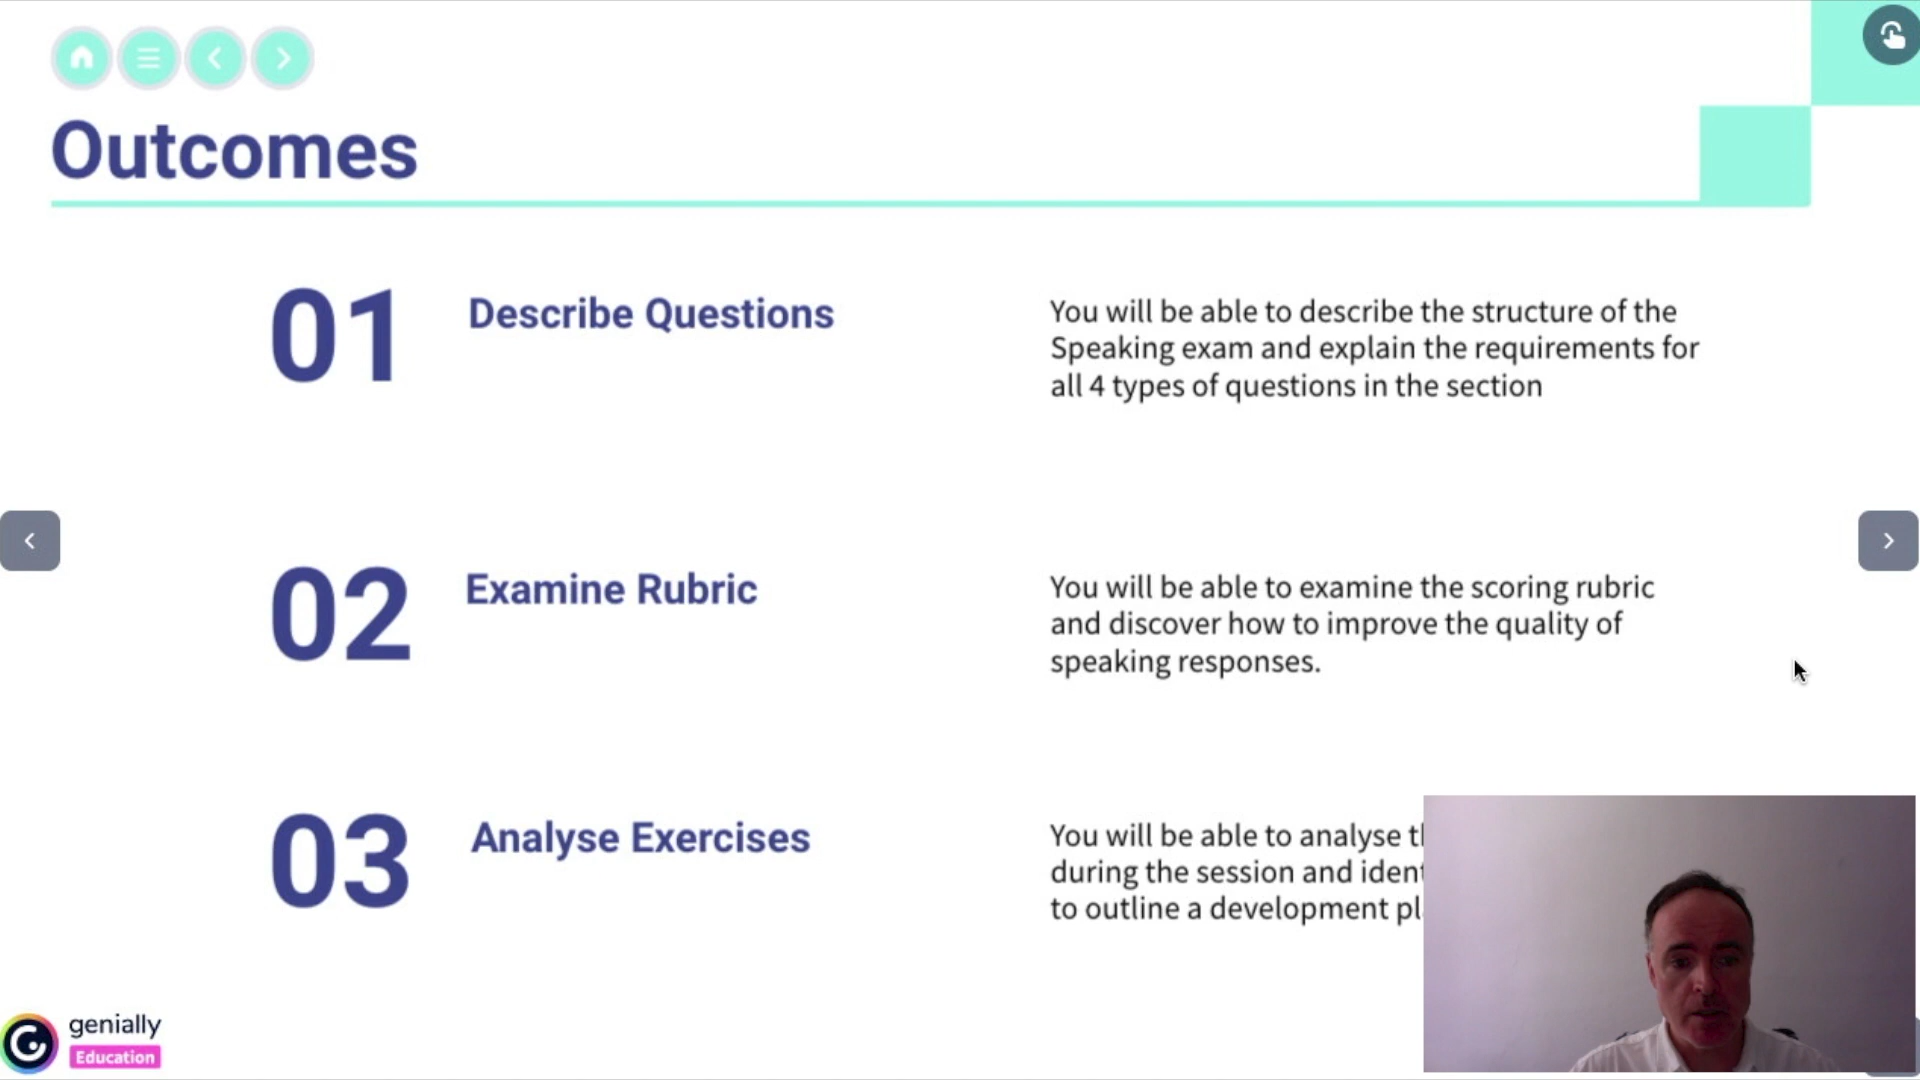 Outcomes
01
Describe Questions
You will be able to describe the structure of the
Speaking exam and explain the requirements for
all 4 types of questions in the section
02
Examine Rubric
You will be able to examine the scoring rubric
and discover how to improve the quality of
speaking responses.
03
Analyse Exercises
You will be able to analyse
during the session and
to outline a development
genially
Education